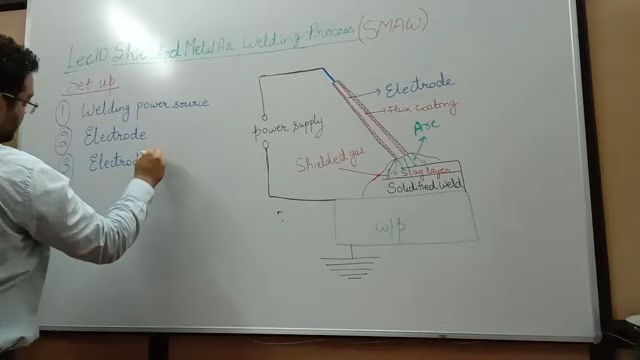 Lec10 Shielded Metal Arc Welding Process (SMAW)
Set up
1 Welding power source
2 Electrode
3 Electrod
power supply
Electrode
Flux coating
Arc
Shielded gas
Slag layer
Solidified weld
w/p